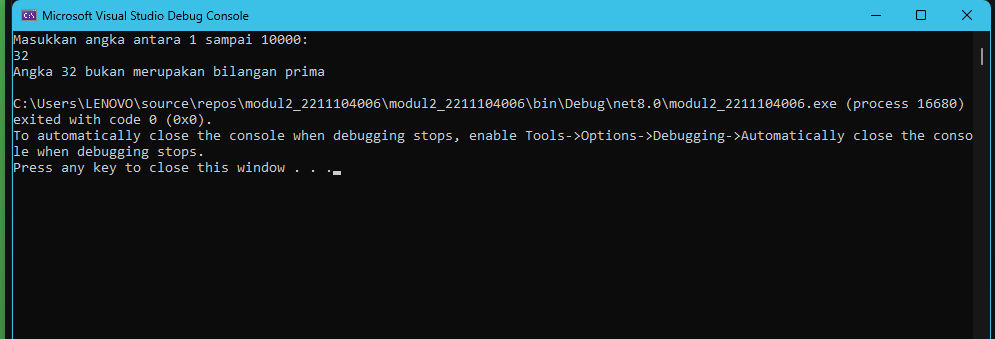 Microsoft Visual Studio Debug Console
Masukkan angka antara 1 sampai 10000:
32
Angka 32 bukan merupakan bilangan prima
C:\Users\LENOVO\source\repos\modul2_2211104006\modul2_2211104006\bin\Debug\net8.0\modul2_2211104006.exe (process 16680)
exited with code 0 (0x0).
To automatically close the console when debugging stops, enable Tools->Options->Debugging->Automatically close the conso
le when debugging stops.
Press any key to close this window . . .